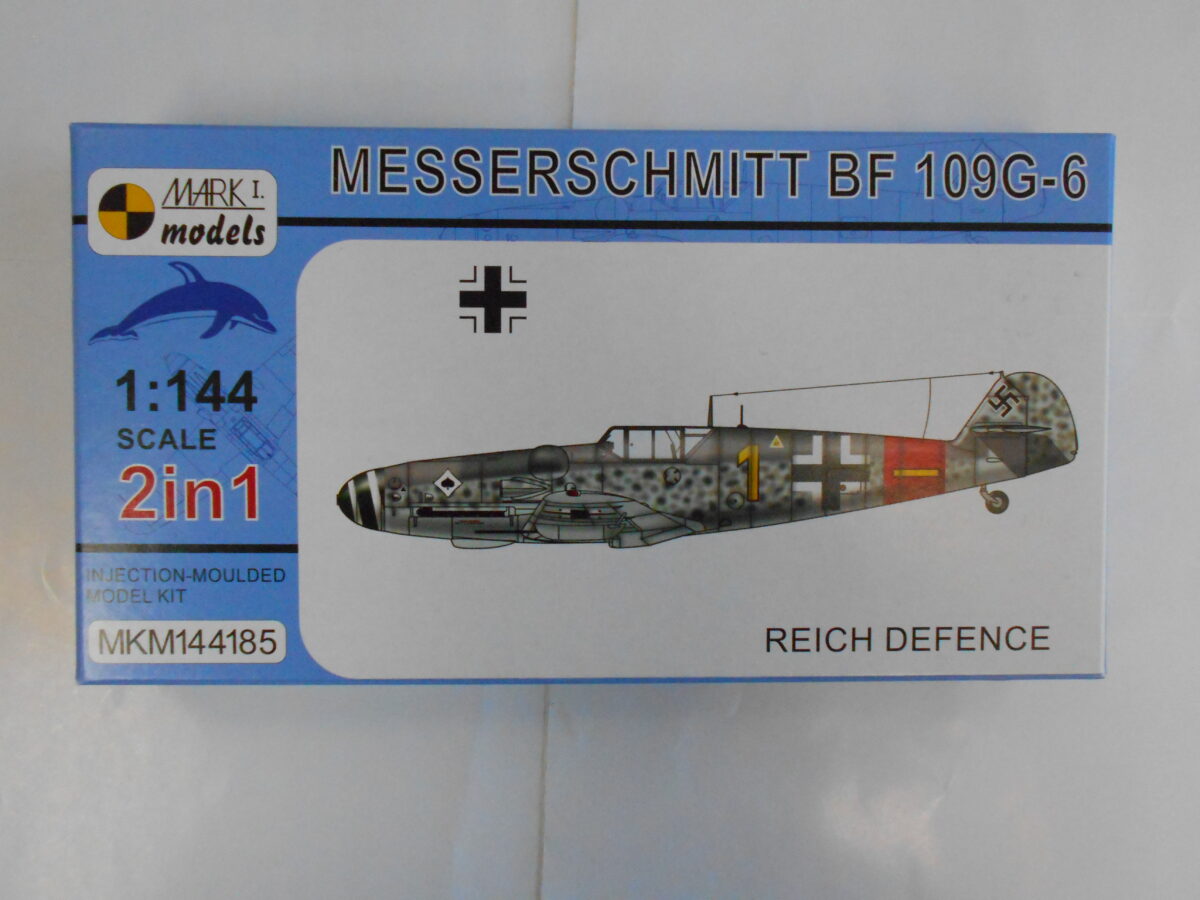 MESSERSCHMITT BF 109G-6
MARK I.
models
1:144
SCALE
2in1
INJECTION-MOULDED
MODEL KIT
MKM144185
1
REICH DEFENCE